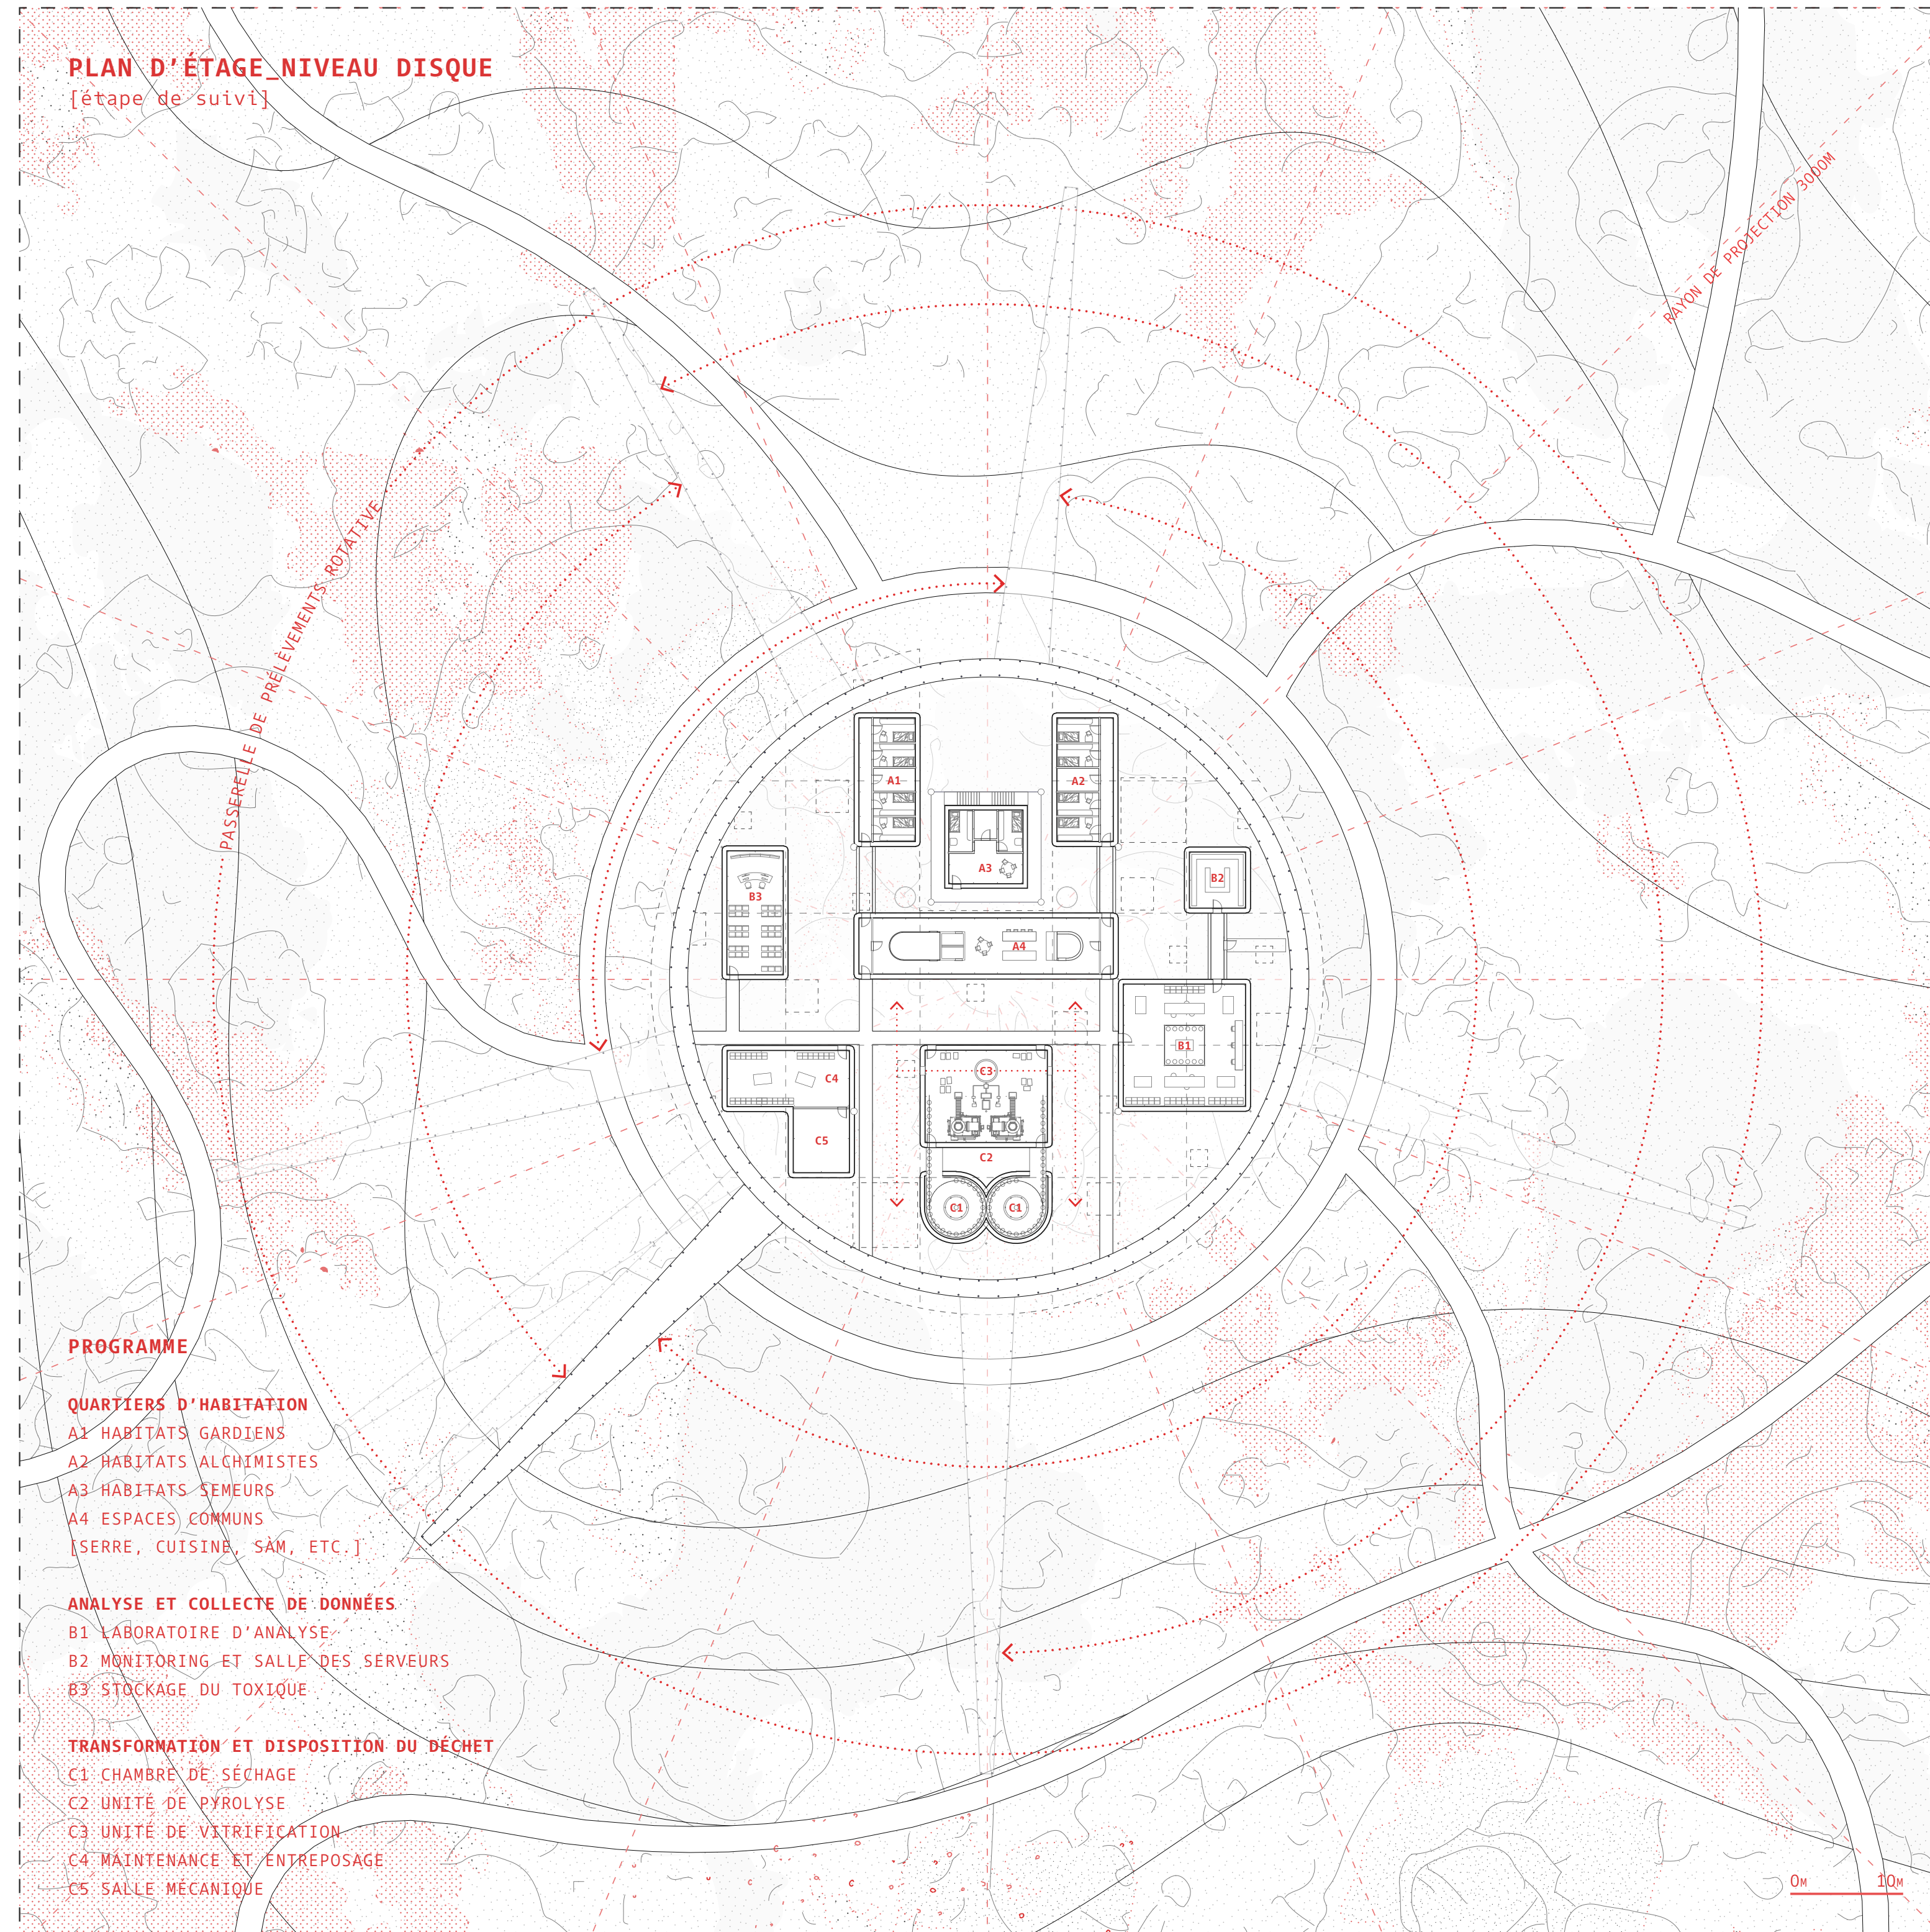 PLAN D’ÉTAGE_NIVEAU DISQUE
[étape de suivi]
RAYON DE PROJECTION 3000M
PASSERELLE DE PRÉLÈVEMENTS ROTATIVE
A1
A2
A3
B3
B2
A4
B1
C3
C4
C5
C2
C1
C1
PROGRAMME
QUARTIERS D’HABITATION
A1 HABITATS GARDIENS
A2 HABITATS ALCHIMISTES
A3 HABITATS SEMEURS
A4 ESPACES COMMUNS
[SERRE, CUISINE, SAM, ETC.]
ANALYSE ET COLLECTE DE DONNÉES
B1 LABORATOIRE D’ANALYSE
B2 MONITORING ET SALLE DES SERVEURS
B3 STOCKAGE DU TOXIQUE
TRANSFORMATION ET DISPOSITION DU DÉCHET
C1 CHAMBRE DE SÉCHAGE
C2 UNITÉ DE PYROLYSE
C3 UNITÉ DE VITRIFICATION
C4 MAINTENANCE ET ENTREPOSAGE
C5 SALLE MÉCANIQUE
0M 10M